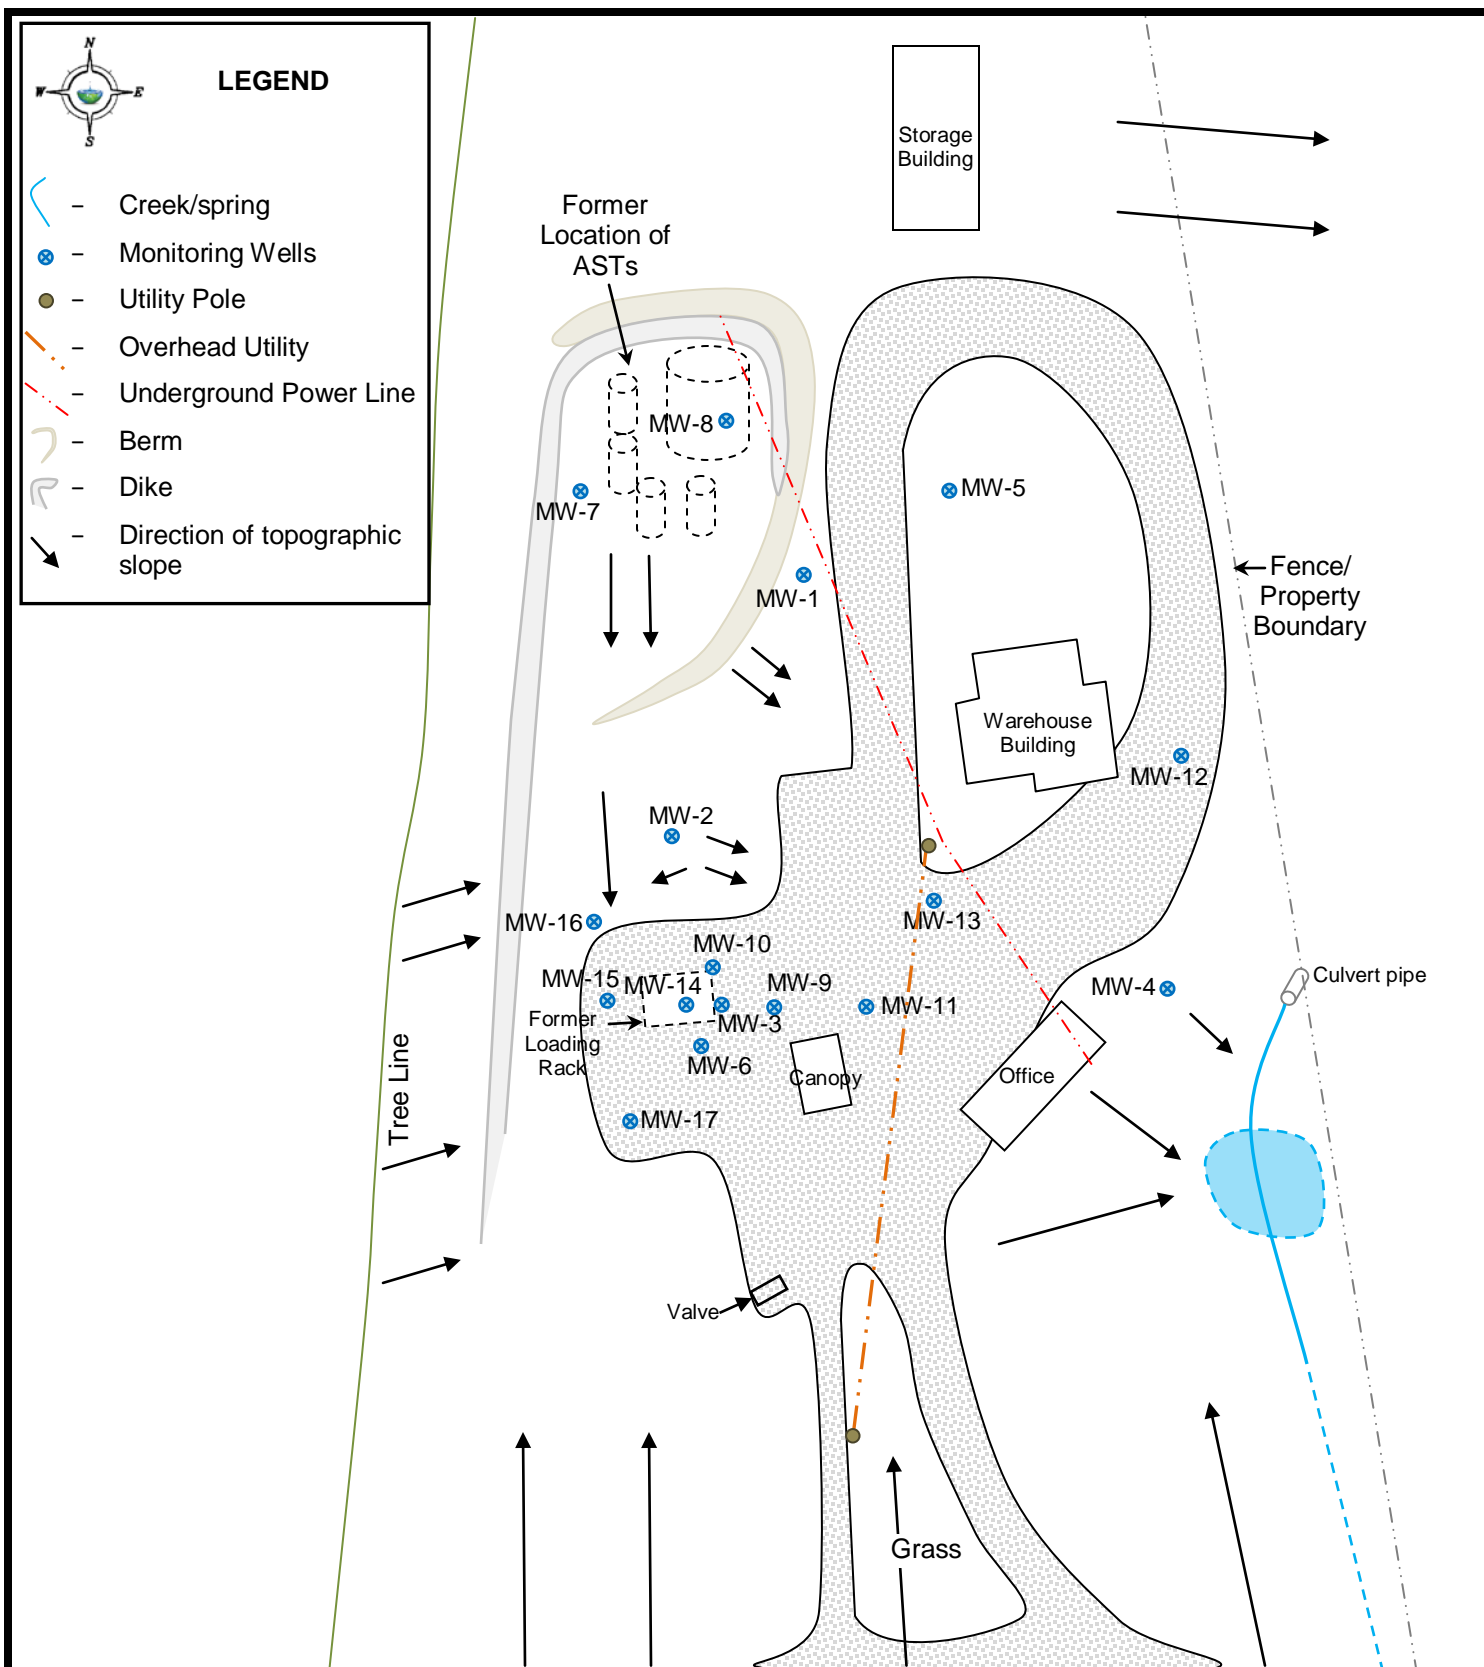 N
LEGEND
W
E
S
– Creek/spring
– Monitoring Wells
– Utility Pole
– Overhead Utility
– Underground Power Line
– Berm
– Dike
– Direction of topographic
slope
Storage
Building
Former
Location of
ASTs
MW-8
MW-7
MW-5
MW-1
Fence/
Property
Boundary
Warehouse
Building
MW-12
MW-2
MW-16
MW-13
MW-10
MW-15
MW-14
MW-9
MW-3
MW-11
MW-4
Culvert pipe
Former
Loading
Rack
MW-6
Canopy
Office
Tree Line
MW-17
Valve
Grass